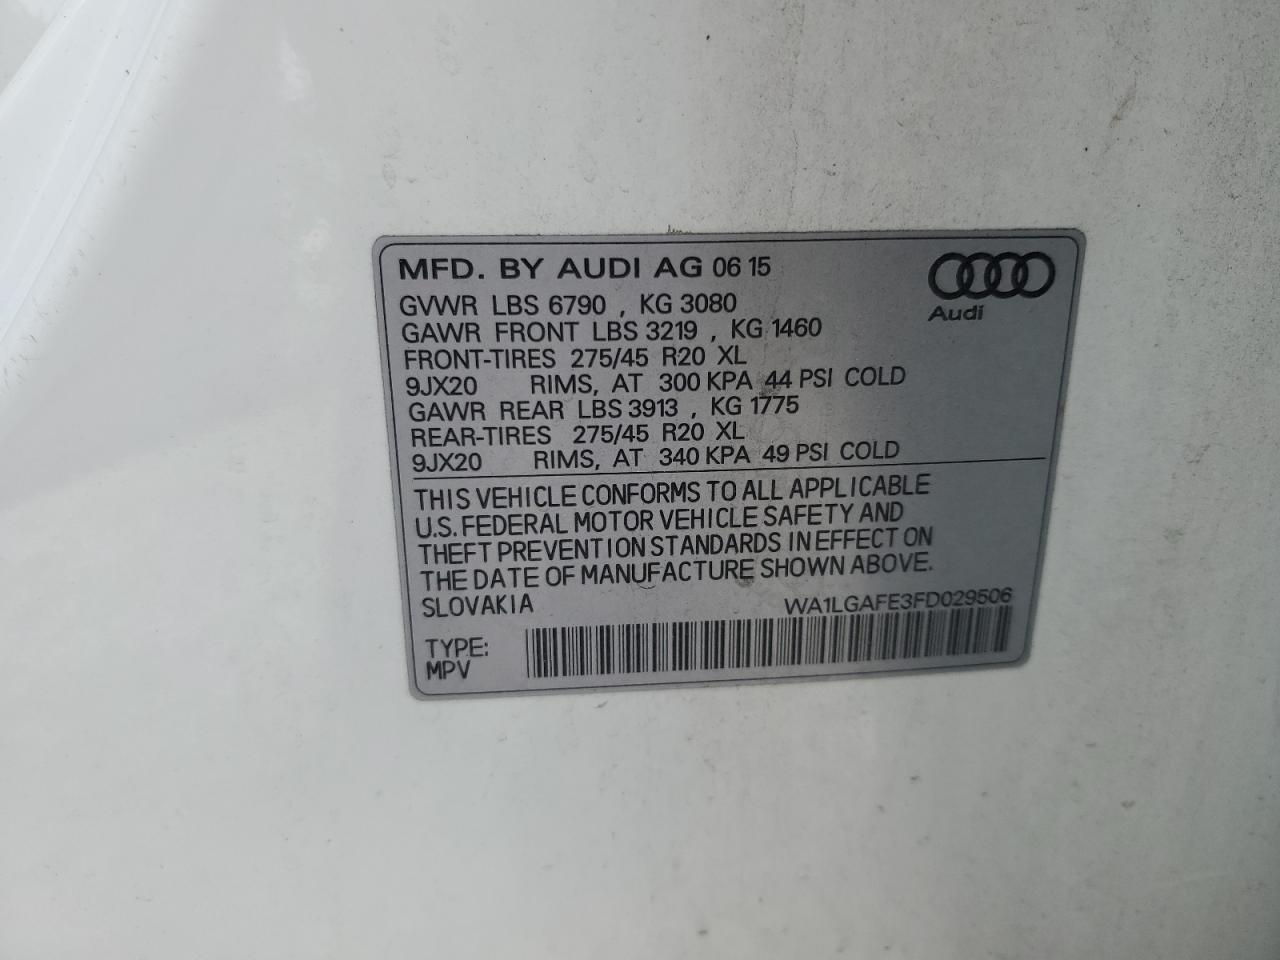 MFD. BY AUDI AG 06 15
Audi
GVWR LBS 6790 , KG 3080
GAWR FRONT LBS 3219 , KG 1460
FRONT-TIRES 275/45 R20 XL
9JX20 RIMS, AT 300 KPA 44 PSI COLD
GAWR REAR LBS 3913 , KG 1775
REAR-TIRES 275/45 R20 XL
9JX20 RIMS, AT 340 KPA 49 PSI COLD
THIS VEHICLE CONFORMS TO ALL APPLICABLE
U.S. FEDERAL MOTOR VEHICLE SAFETY AND
THEFT PREVENTION STANDARDS IN EFFECT ON
THE DATE OF MANUFACTURE SHOWN ABOVE.
SLOVAKIA WA1LGAFE3FD029506
TYPE:
MPV